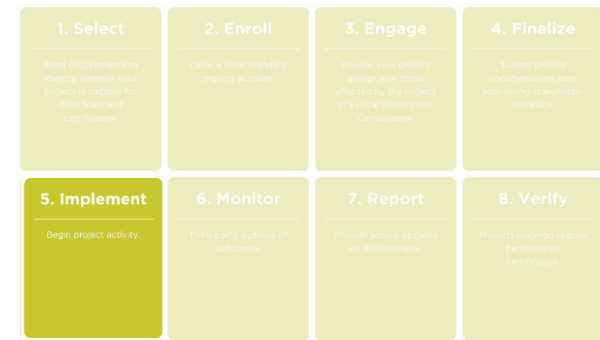 1. Select
Read requirements to
identify whether your
project is suitable for
Gold Standard
certification.
2. Enroll
Open a Gold Standard
registry account.
3. Engage
Review your project
design with those
affected by the project
in a Local Stakeholder
Consultation.
4. Finalize
Submit project
documentation after
addressing stakeholder
feedback.
5. Implement
Begin project activity.
6. Monitor
Third party auditing of
outcomes.
7. Report
Provide annual updates
on development.
8. Verify
Projects undergo regular
performance
certification.